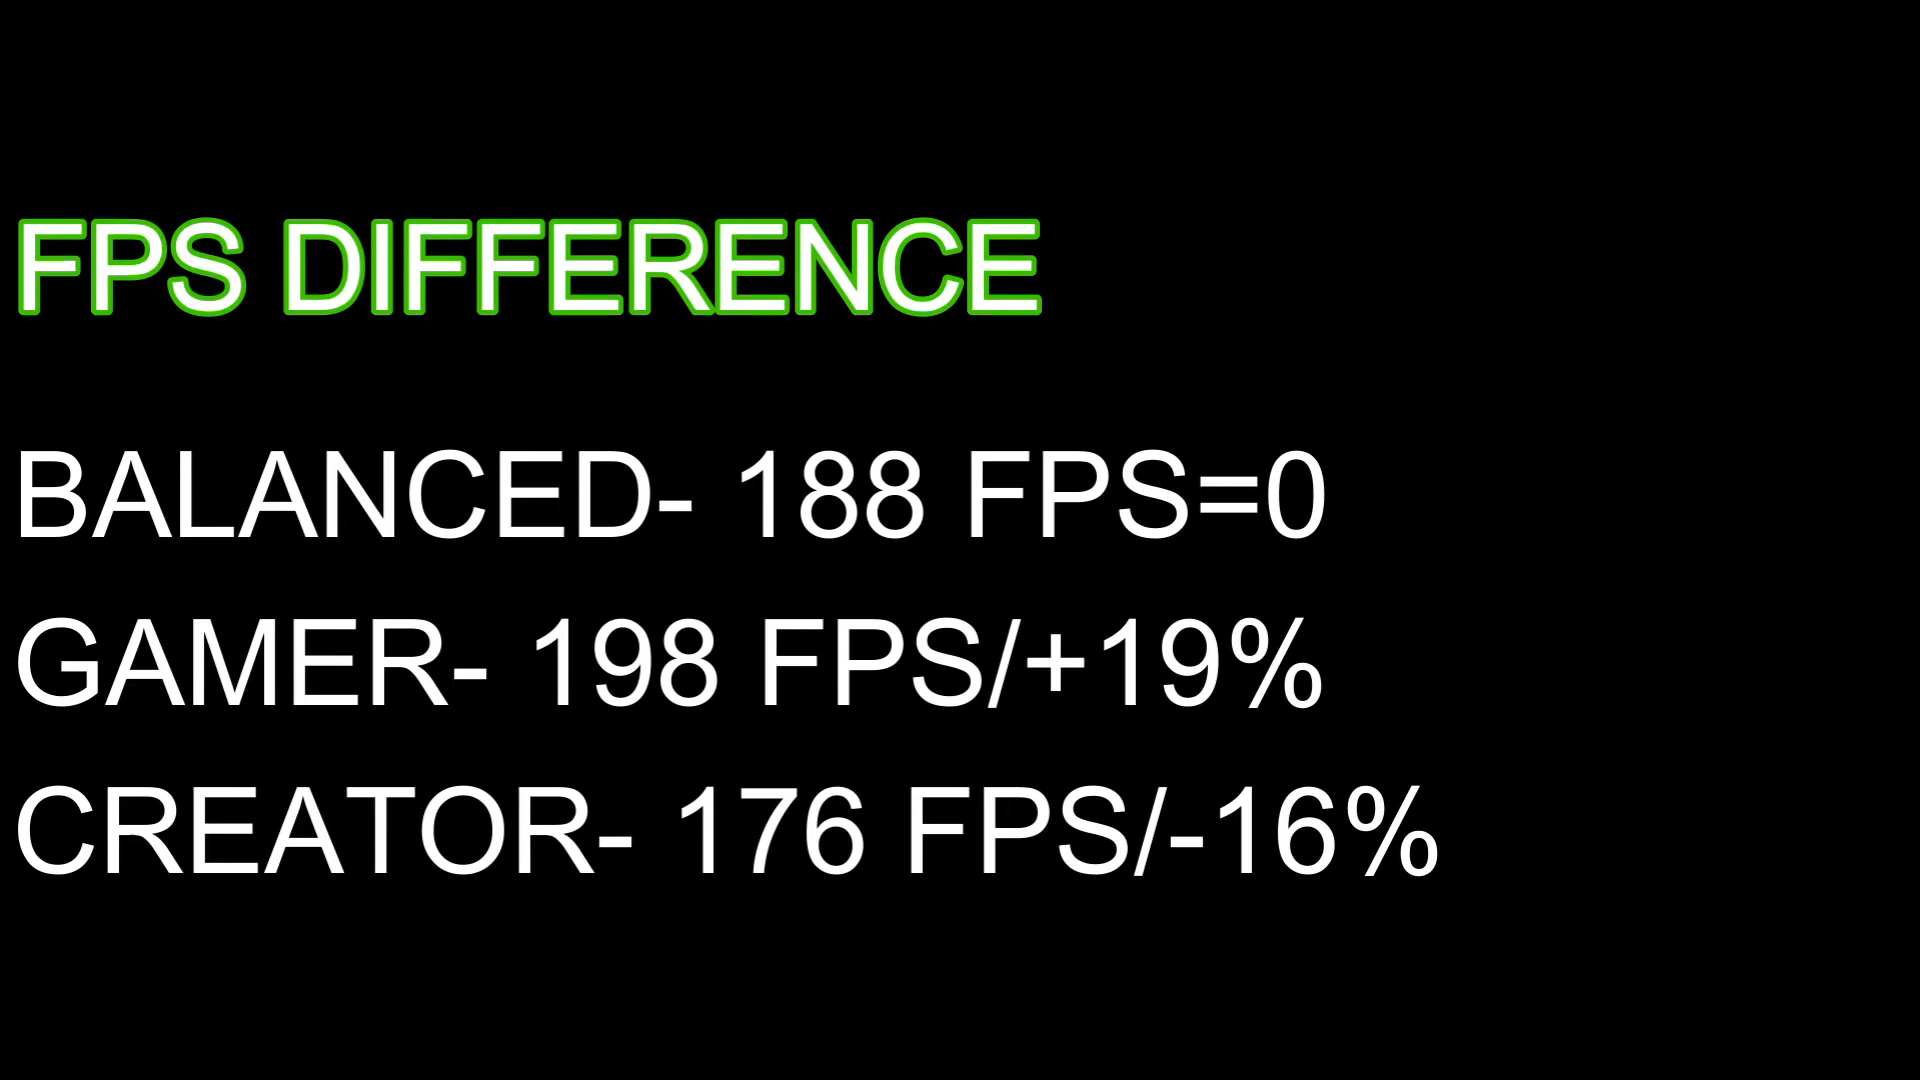 FPS DIFFERENCE
BALANCED- 188 FPS=0
GAMER- 198 FPS/+19%
CREATOR- 176 FPS/-16%